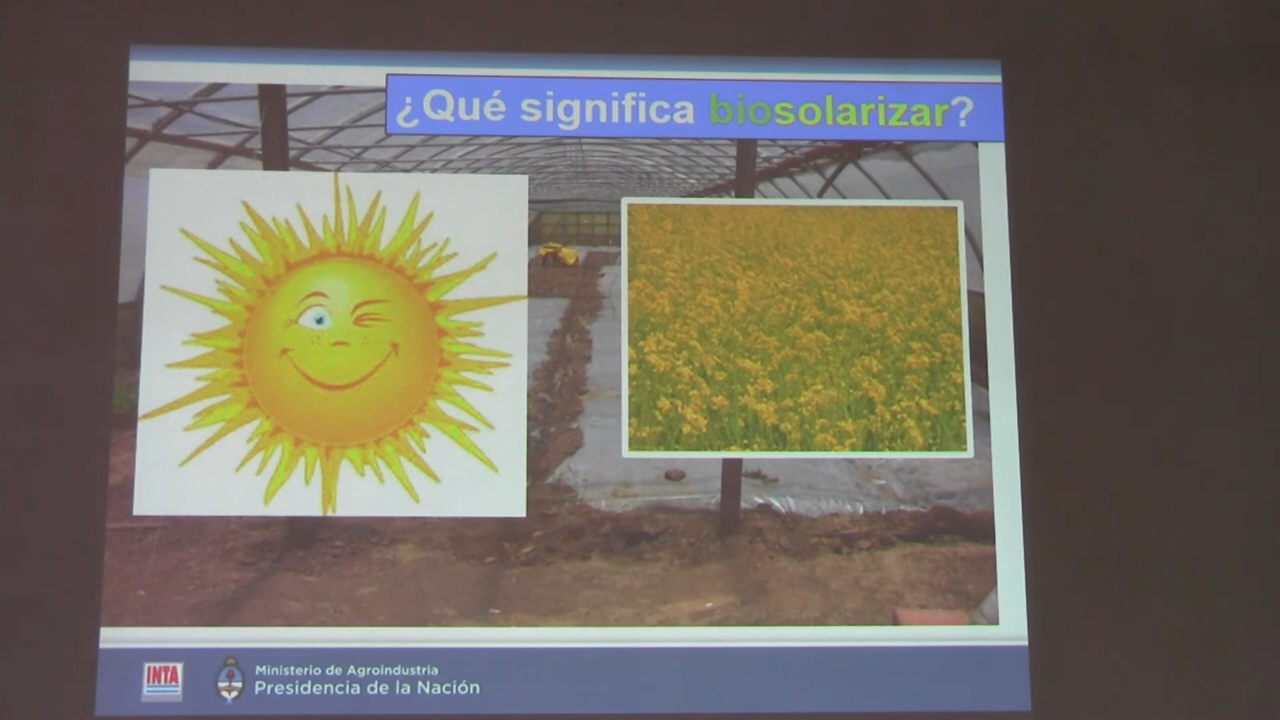 ¿Qué significa biosolarizar?
INTA
Ministerio de Agroindustria
Presidencia de la Nación